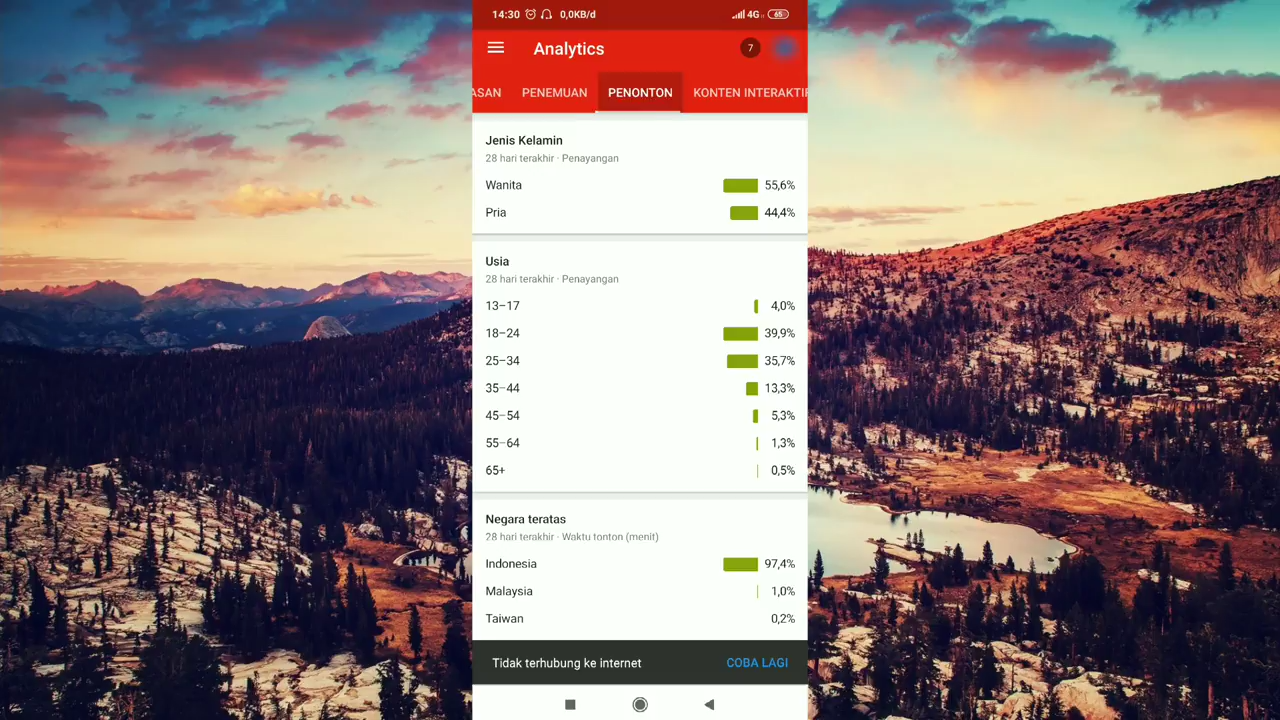 14:30 0,0KB/d 4G 65
Analytics 7
ASAN PENEMUAN PENONTON KONTEN INTERAKTIF
Jenis Kelamin
28 hari terakhir · Penayangan
Wanita 55,6%
Pria 44,4%
Usia
28 hari terakhir · Penayangan
13–17 4,0%
18–24 39,9%
25–34 35,7%
35–44 13,3%
45–54 5,3%
55–64 1,3%
65+ 0,5%
Negara teratas
28 hari terakhir · Waktu tonton (menit)
Indonesia 97,4%
Malaysia 1,0%
Taiwan 0,2%
Tidak terhubung ke internet COBA LAGI